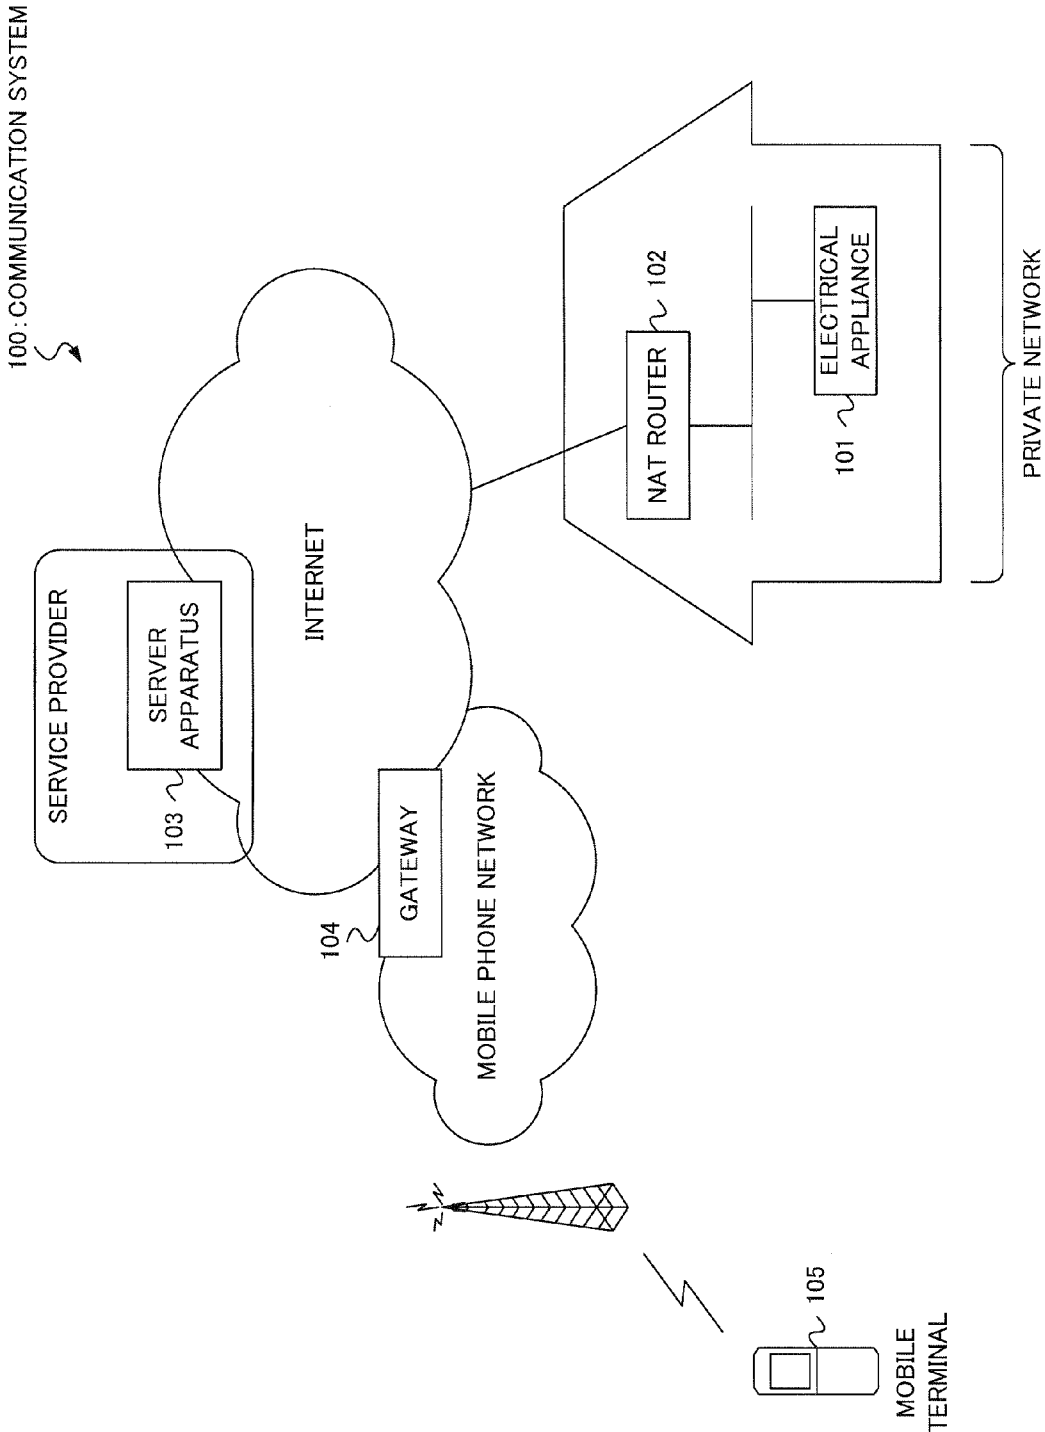 100:COMMUNICATION SYSTEM
SERVICE PROVIDER
SERVER
APPARATUS
103
INTERNET
104
GATEWAY
MOBILE PHONE NETWORK
102
NAT ROUTER
ELECTRICAL
APPLIANCE
101
PRIVATE NETWORK
105
MOBILE
TERMINAL